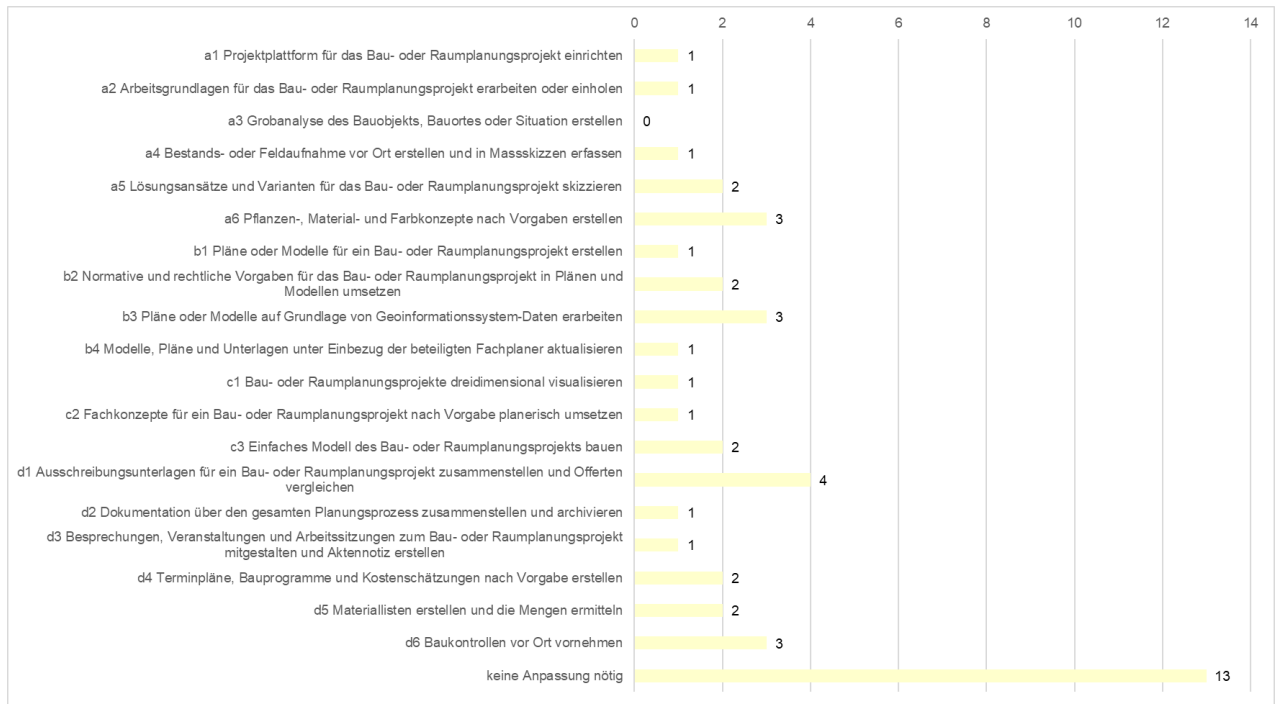 0 2 4 6 8 10 12 14
a1 Projektplattform für das Bau- oder Raumplanungsprojekt einrichten 1
a2 Arbeitsgrundlagen für das Bau- oder Raumplanungsprojekt erarbeiten oder einholen 1
a3 Grobanalyse des Bauobjekts, Bauortes oder Situation erstellen 0
a4 Bestands- oder Feldaufnahme vor Ort erstellen und in Massskizzen erfassen 1
a5 Lösungsansätze und Varianten für das Bau- oder Raumplanungsprojekt skizzieren 2
a6 Pflanzen-, Material- und Farbkonzepte nach Vorgaben erstellen 3
b1 Pläne oder Modelle für ein Bau- oder Raumplanungsprojekt erstellen 1
b2 Normative und rechtliche Vorgaben für das Bau- oder Raumplanungsprojekt in Plänen und
Modellen umsetzen 2
b3 Pläne oder Modelle auf Grundlage von Geoinformationssystem-Daten erarbeiten 3
b4 Modelle, Pläne und Unterlagen unter Einbezug der beteiligten Fachplaner aktualisieren 1
c1 Bau- oder Raumplanungsprojekte dreidimensional visualisieren 1
c2 Fachkonzepte für ein Bau- oder Raumplanungsprojekt nach Vorgabe planerisch umsetzen 1
c3 Einfaches Modell des Bau- oder Raumplanungsprojekts bauen 2
d1 Ausschreibungsunterlagen für ein Bau- oder Raumplanungsprojekt zusammenstellen und Offerten
vergleichen 4
d2 Dokumentation über den gesamten Planungsprozess zusammenstellen und archivieren 1
d3 Besprechungen, Veranstaltungen und Arbeitssitzungen zum Bau- oder Raumplanungsprojekt
mitgestalten und Aktennotiz erstellen 1
d4 Terminpläne, Bauprogramme und Kostenschätzungen nach Vorgabe erstellen 2
d5 Materiallisten erstellen und die Mengen ermitteln 2
d6 Baukontrollen vor Ort vornehmen 3
keine Anpassung nötig 13